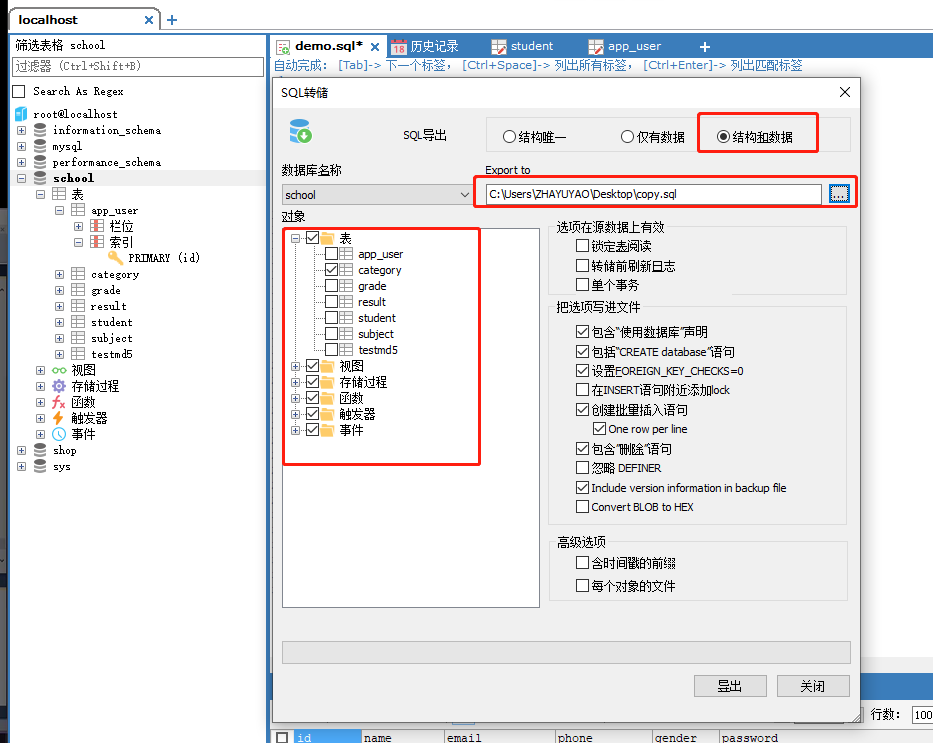 localhost
筛选表格 school
过滤器 (Ctrl+Shift+B)
Search As Regex
root@localhost
information_schema
mysql
performance_schema
school
表
app_user
栏位
索引
PRIMARY (id)
category
grade
result
student
subject
testmd5
视图
存储过程
函数
触发器
事件
shop
sys
demo.sql*
18 历史记录
student
app_user
自动完成: [Tab]-> 下一个标签, [Ctrl+Space]-> 列出所有标签, [Ctrl+Enter]-> 列出匹配标签
SQL转储
SQL导出
结构唯一
仅有数据
结构和数据
数据库名称
Export to
school
C:\Users\ZHAYUYAO\Desktop\copy.sql
...
对象
表
app_user
category
grade
result
student
subject
testmd5
视图
存储过程
函数
触发器
事件
选项在源数据上有效
锁定表阅读
转储前刷新日志
单个事务
把选项写进文件
包含"使用数据库"声明
包括"CREATE database"语句
设置FOREIGN_KEY_CHECKS=0
在INSERT语句附近添加lock
创建批量插入语句
One row per line
包含"删除"语句
忽略 DEFINER
Include version information in backup file
Convert BLOB to HEX
高级选项
含时间戳的前缀
每个对象的文件
导出
关闭
行数: 100
id
name
email
phone
gender
password